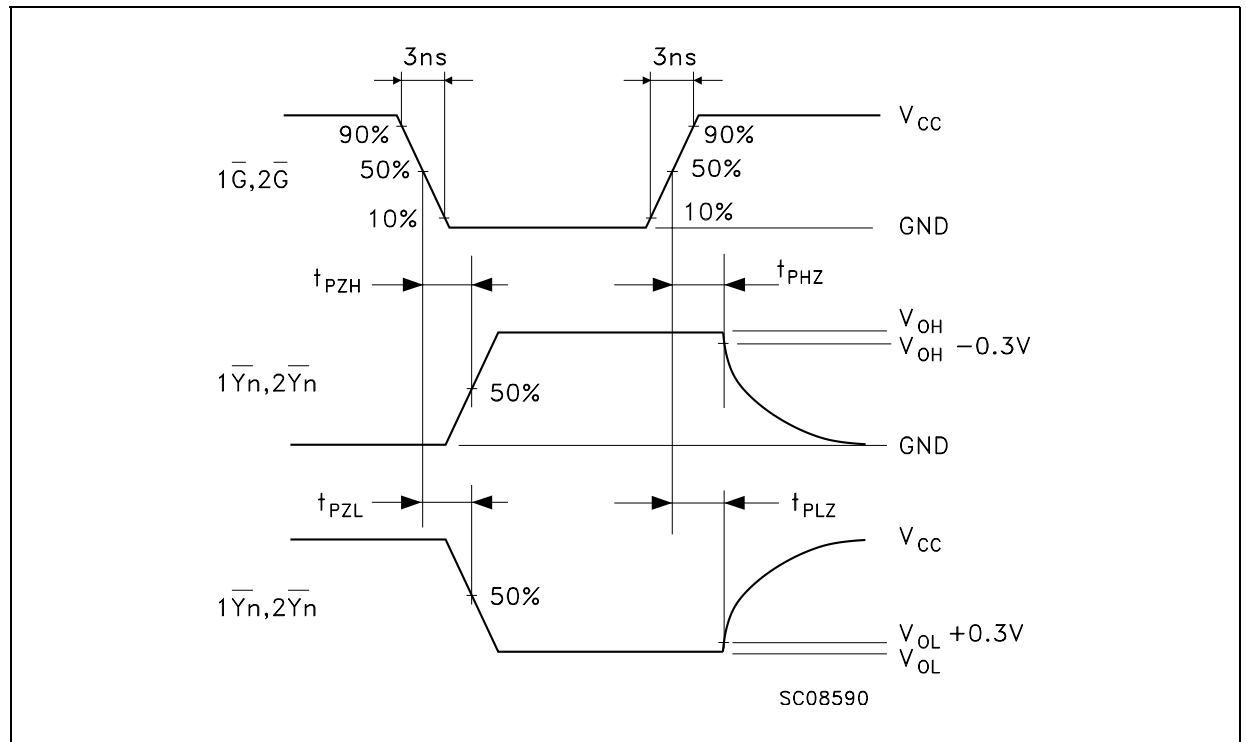 3ns 3ns
V_CC
90% 90%
1G̅,2G̅ 50% 50%
10% 10%
GND
t_PZH t_PHZ
V_OH
V_OH −0.3V
1Y̅n̅,2Y̅n̅ 50%
GND
t_PZL t_PLZ
V_CC
1Y̅n̅,2Y̅n̅ 50%
V_OL +0.3V
V_OL
SC08590